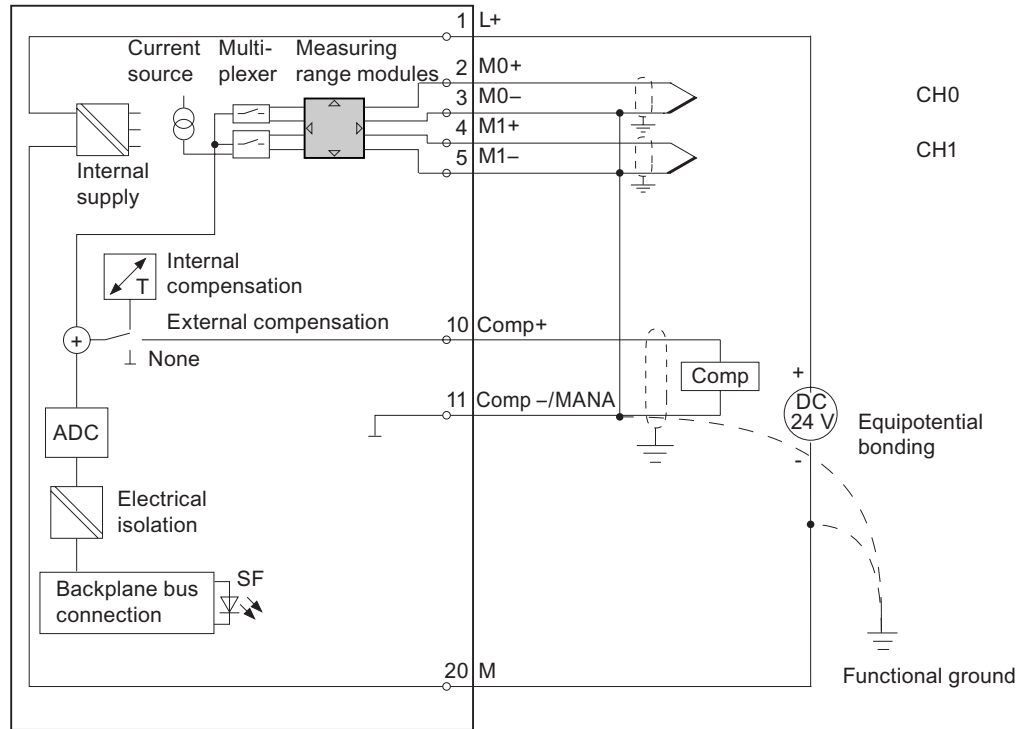 1 L+
Current source
Multi-plexer
Measuring range modules
2 M0+
3 M0–
4 M1+
5 M1–
CH0
CH1
Internal supply
T
Internal compensation
External compensation
10 Comp+
+
None
Comp
+
11 Comp –/MANA
DC 24 V
-
Equipotential bonding
ADC
Electrical isolation
Backplane bus connection
SF
20 M
Functional ground